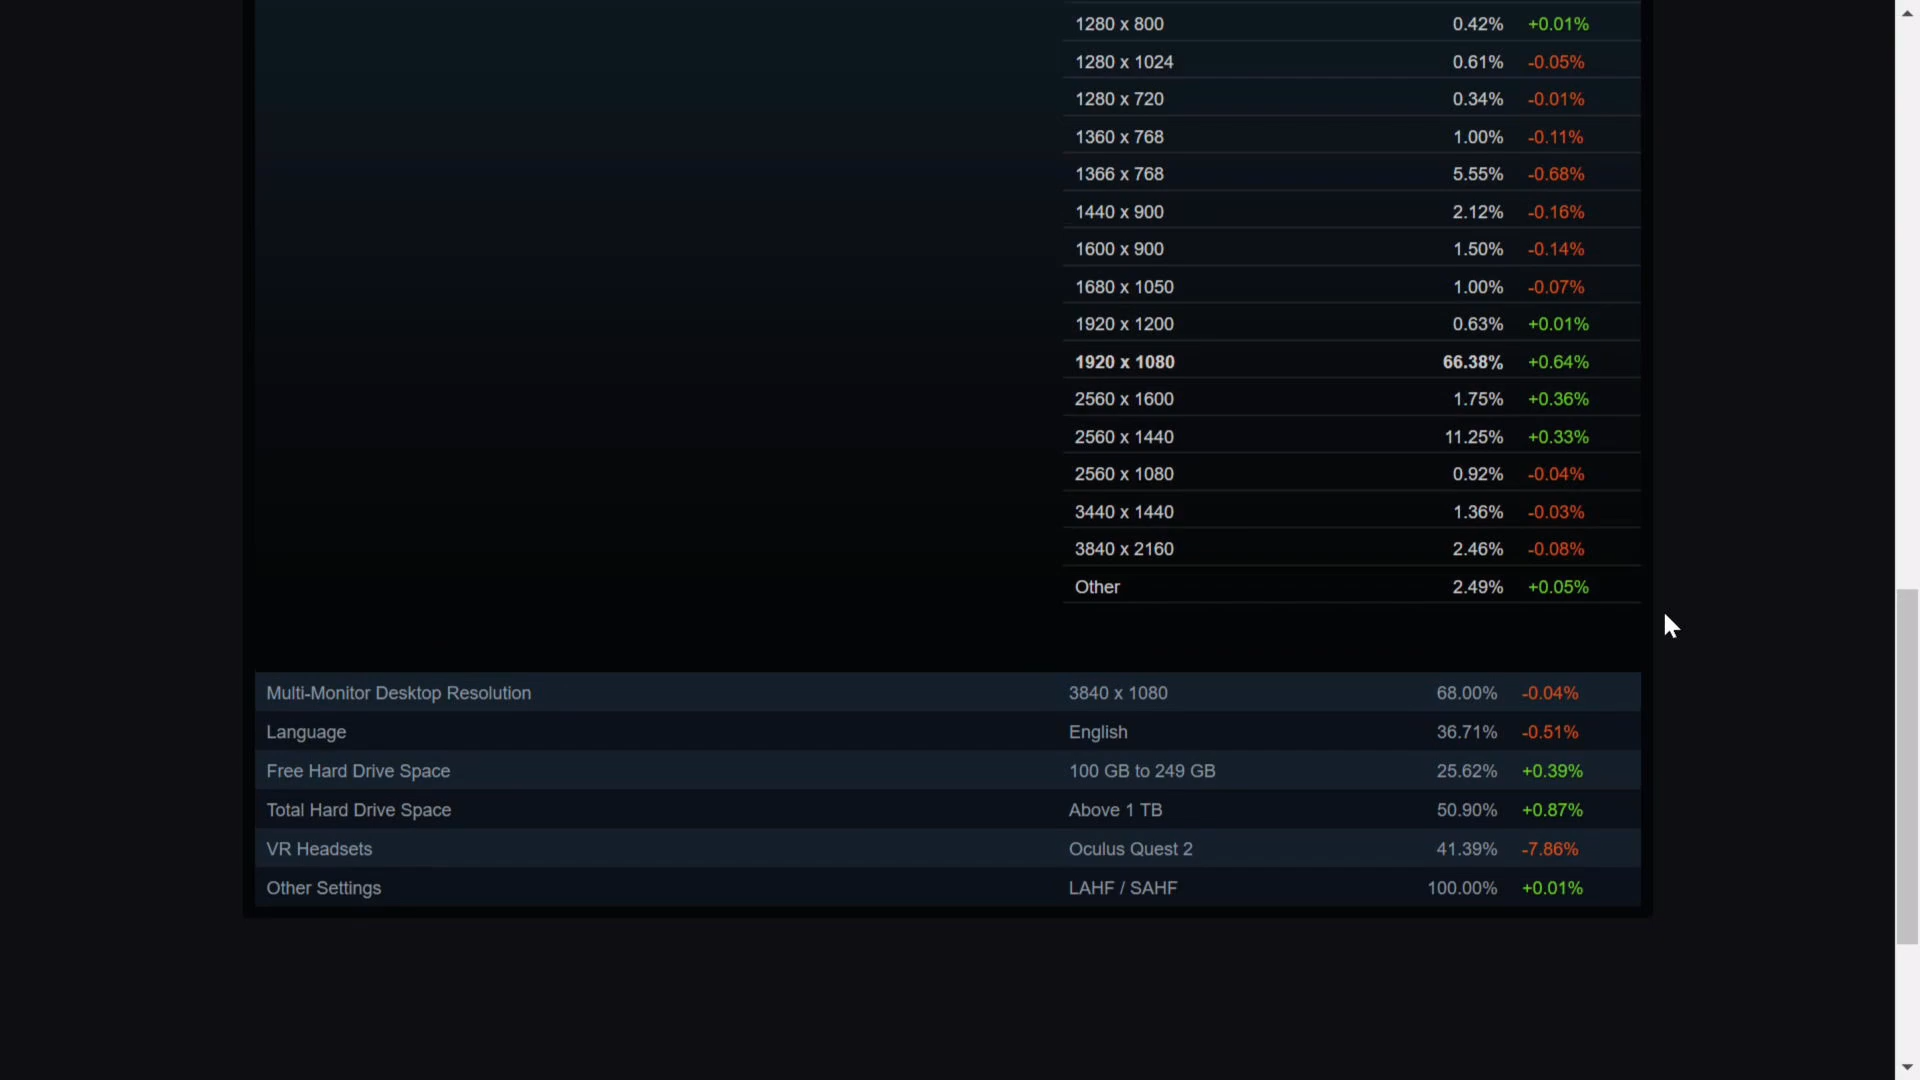 1280 x 800 0.42% +0.01%
1280 x 1024 0.61% -0.05%
1280 x 720 0.34% -0.01%
1360 x 768 1.00% -0.11%
1366 x 768 5.55% -0.68%
1440 x 900 2.12% -0.16%
1600 x 900 1.50% -0.14%
1680 x 1050 1.00% -0.07%
1920 x 1200 0.63% +0.01%
1920 x 1080 66.38% +0.64%
2560 x 1600 1.75% +0.36%
2560 x 1440 11.25% +0.33%
2560 x 1080 0.92% -0.04%
3440 x 1440 1.36% -0.03%
3840 x 2160 2.46% -0.08%
Other 2.49% +0.05%
Multi-Monitor Desktop Resolution 3840 x 1080 68.00% -0.04%
Language English 36.71% -0.51%
Free Hard Drive Space 100 GB to 249 GB 25.62% +0.39%
Total Hard Drive Space Above 1 TB 50.90% +0.87%
VR Headsets Oculus Quest 2 41.39% -7.86%
Other Settings LAHF / SAHF 100.00% +0.01%